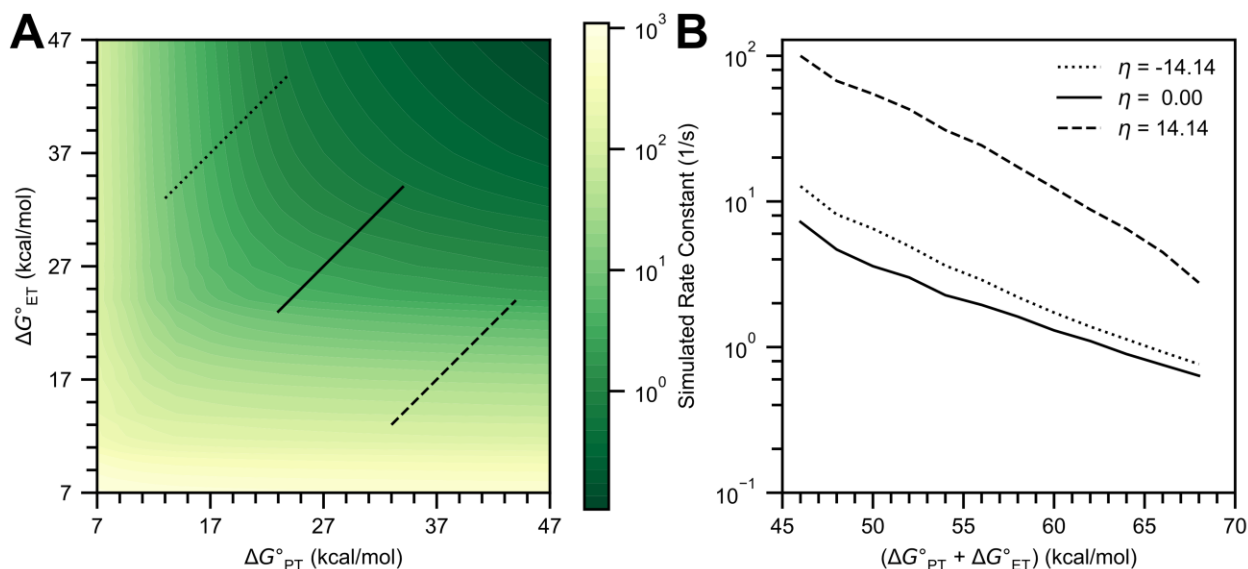 A
47
37
27
17
7
ΔG°ET (kcal/mol)
7
17
27
37
47
ΔG°PT (kcal/mol)
10³
10²
10¹
10⁰
Simulated Rate Constant (1/s)
B
10²
10¹
10⁰
10⁻¹
η = -14.14
η = 0.00
η = 14.14
45
50
55
60
65
70
(ΔG°PT + ΔG°ET) (kcal/mol)